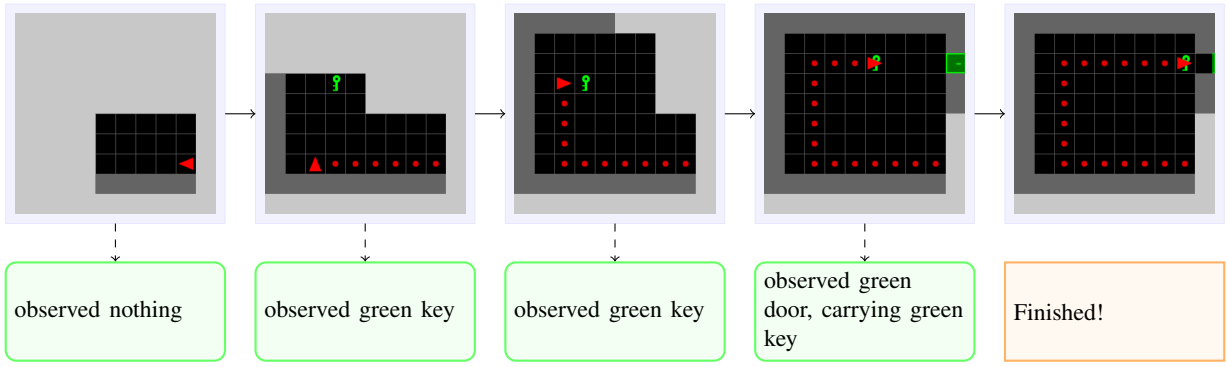 observed nothing
observed green key
observed green key
observed green
door, carrying green
key
Finished!